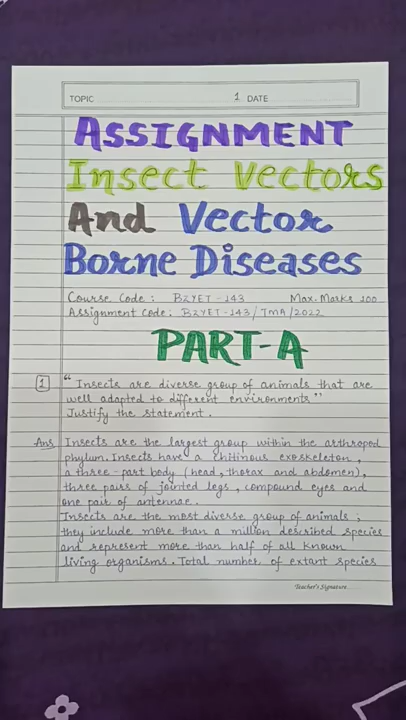 TOPIC 1 DATE
ASSIGNMENT
Insect Vectors
And Vector
Borne Diseases
Course Code : BZYET-143 Max. Marks 100
Assignment Code : BZYET-143/TMA/2022
PART-A
1 "Insects are diverse group of animals that are
well adapted to different environments"
Justify the statement.
Ans Insects are the largest group within the arthropod
phylum. Insects have a chitinous exoskeleton,
a three-part body (head, thorax and abdomen),
three pairs of jointed legs, compound eyes and
one pair of antennae.
Insects are the most diverse group of animals ;
they include more than a million described species
and represent more than half of all known
living organisms. Total number of extant species
Teacher's Signature